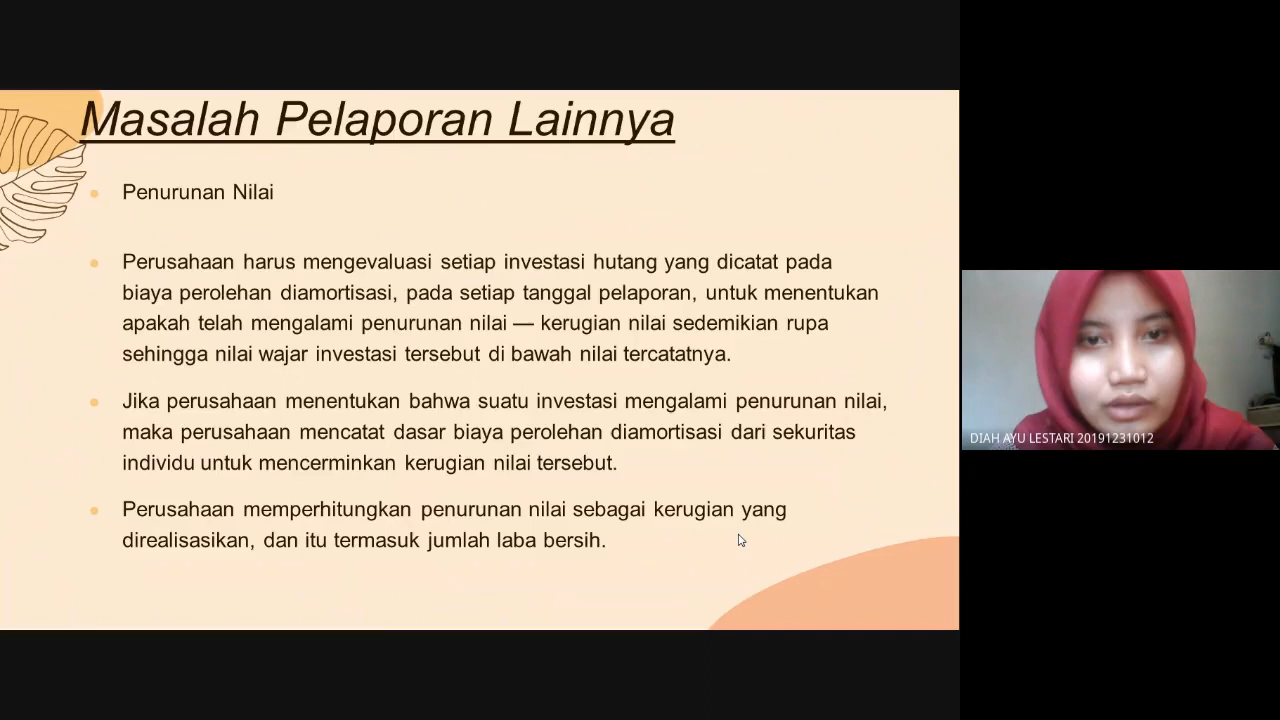 Masalah Pelaporan Lainnya
Penurunan Nilai
Perusahaan harus mengevaluasi setiap investasi hutang yang dicatat pada
biaya perolehan diamortisasi, pada setiap tanggal pelaporan, untuk menentukan
apakah telah mengalami penurunan nilai — kerugian nilai sedemikian rupa
sehingga nilai wajar investasi tersebut di bawah nilai tercatatnya.
Jika perusahaan menentukan bahwa suatu investasi mengalami penurunan nilai,
maka perusahaan mencatat dasar biaya perolehan diamortisasi dari sekuritas
individu untuk mencerminkan kerugian nilai tersebut.
Perusahaan memperhitungkan penurunan nilai sebagai kerugian yang
direalisasikan, dan itu termasuk jumlah laba bersih.
DIAH AYU LESTARI 20191231012